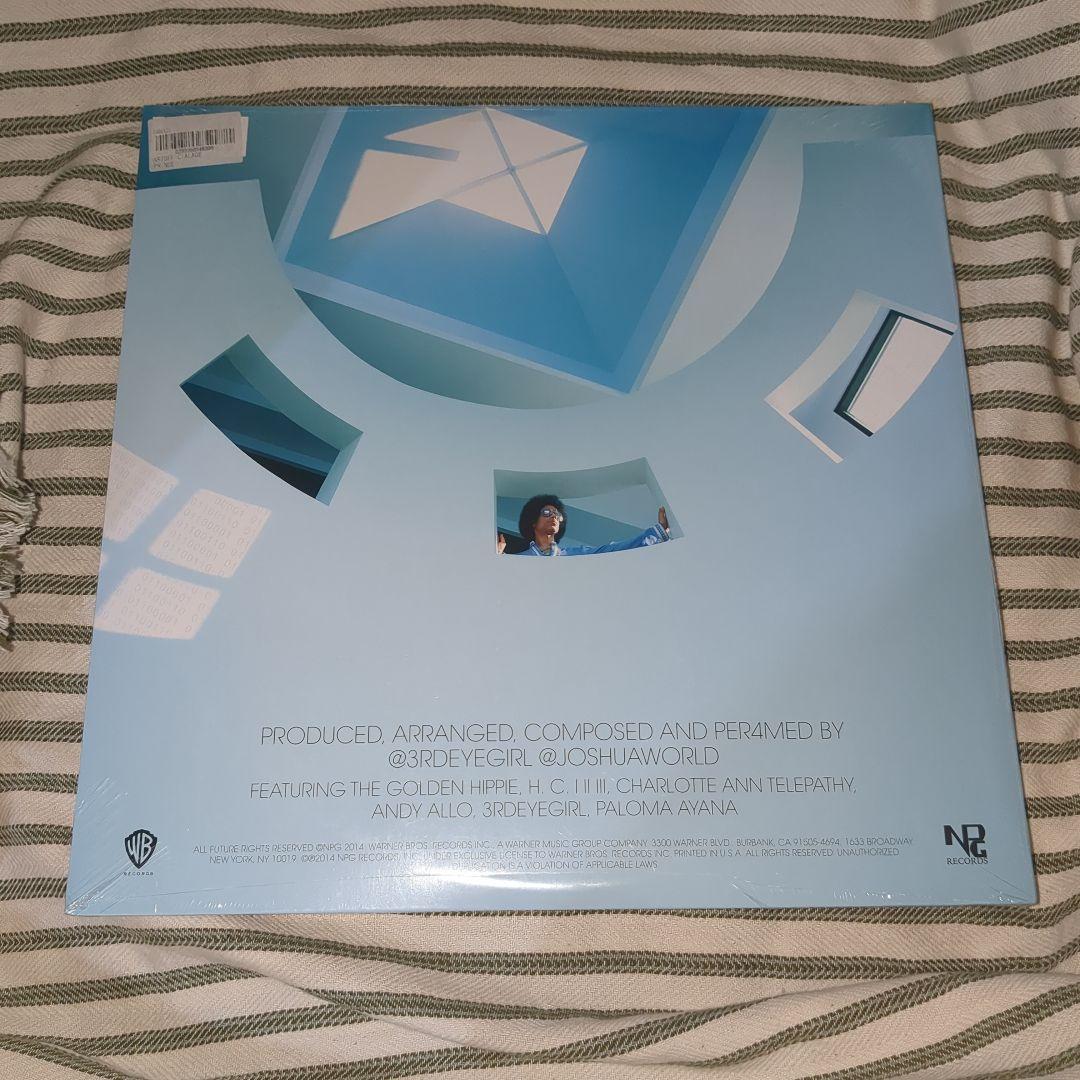 PRODUCED, ARRANGED, COMPOSED AND PER4MED BY
@3RDEYEGIRL @JOSHUAWORLD
FEATURING THE GOLDEN HIPPIE, H. C. I II III, CHARLOTTE ANN TELEPATHY,
ANDY ALLO, 3RDEYEGIRL, PALOMA AYANA
WB
RECORDS
ALL FUTURE RIGHTS RESERVED ©NPG 2014. WARNER BROS. RECORDS INC., A WARNER MUSIC GROUP COMPANY. 3300 WARNER BLVD., BURBANK, CA 91505-4694, 1633 BROADWAY,
NEW YORK, NY 10019. ℗©2014 NPG RECORDS, INC. UNDER EXCLUSIVE LICENSE TO WARNER BROS. RECORDS INC. PRINTED IN U.S.A. ALL RIGHTS RESERVED. UNAUTHORIZED
IS A VIOLATION OF APPLICABLE LAWS.
NPG
RECORDS